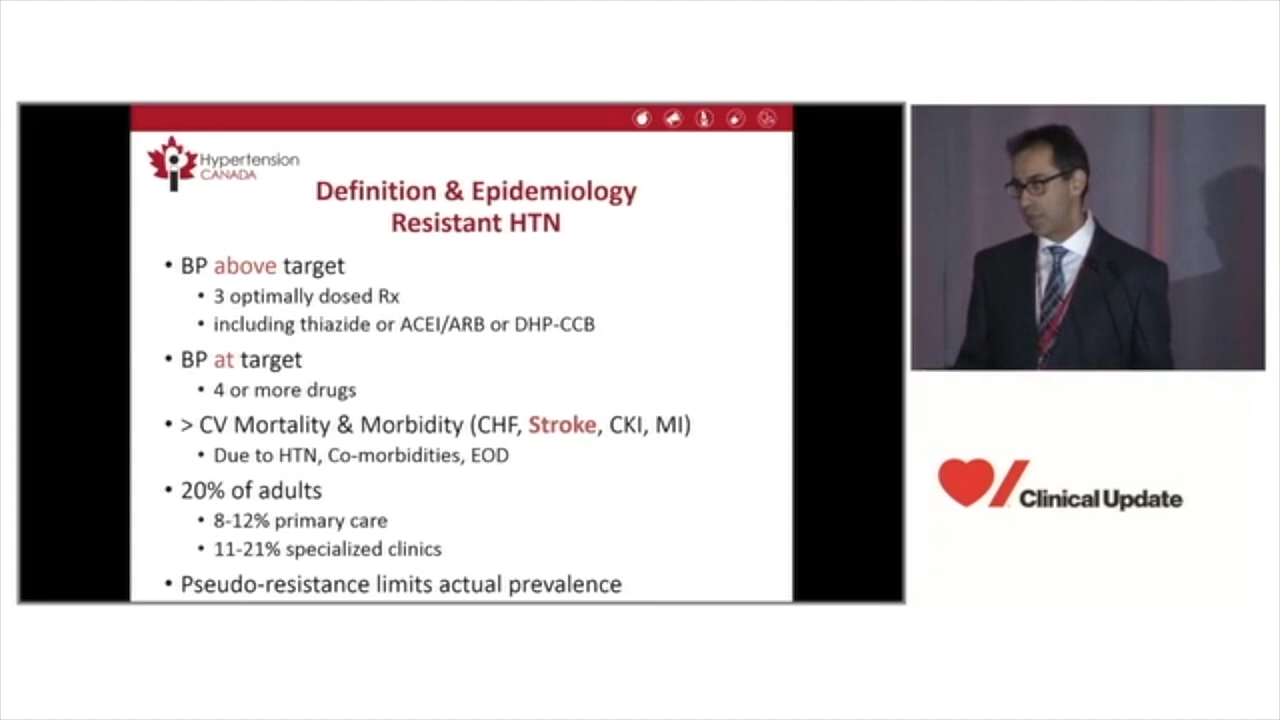 Hypertension
CANADA
Definition & Epidemiology
Resistant HTN
• BP above target
• 3 optimally dosed Rx
• including thiazide or ACEI/ARB or DHP-CCB
• BP at target
• 4 or more drugs
• > CV Mortality & Morbidity (CHF, Stroke, CKI, MI)
• Due to HTN, Co-morbidities, EOD
• 20% of adults
• 8-12% primary care
• 11-21% specialized clinics
• Pseudo-resistance limits actual prevalence
Clinical Update